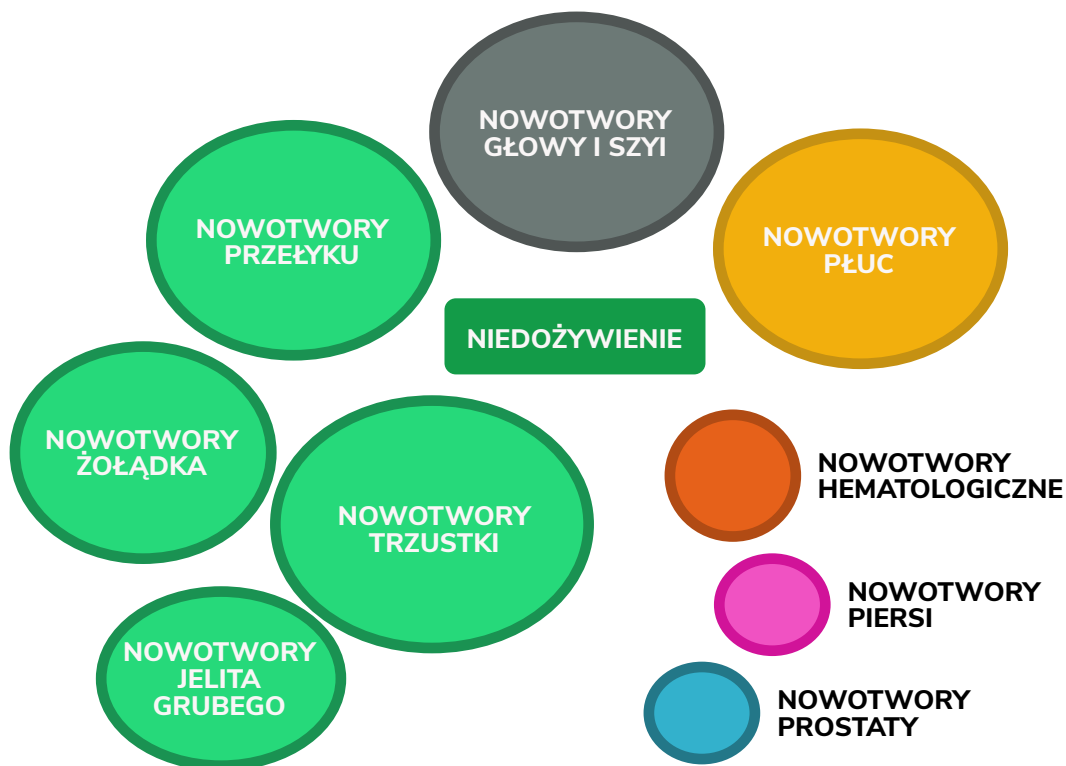 NOWOTWORY
GŁOWY I SZYI
NOWOTWORY
PRZEŁYKU
NOWOTWORY
PŁUC
NIEDOŻYWIENIE
NOWOTWORY
ŻOŁĄDKA
NOWOTWORY
TRZUSTKI
NOWOTWORY
HEMATOLOGICZNE
NOWOTWORY
PIERSI
NOWOTWORY
JELITA
GRUBEGO
NOWOTWORY
PROSTATY